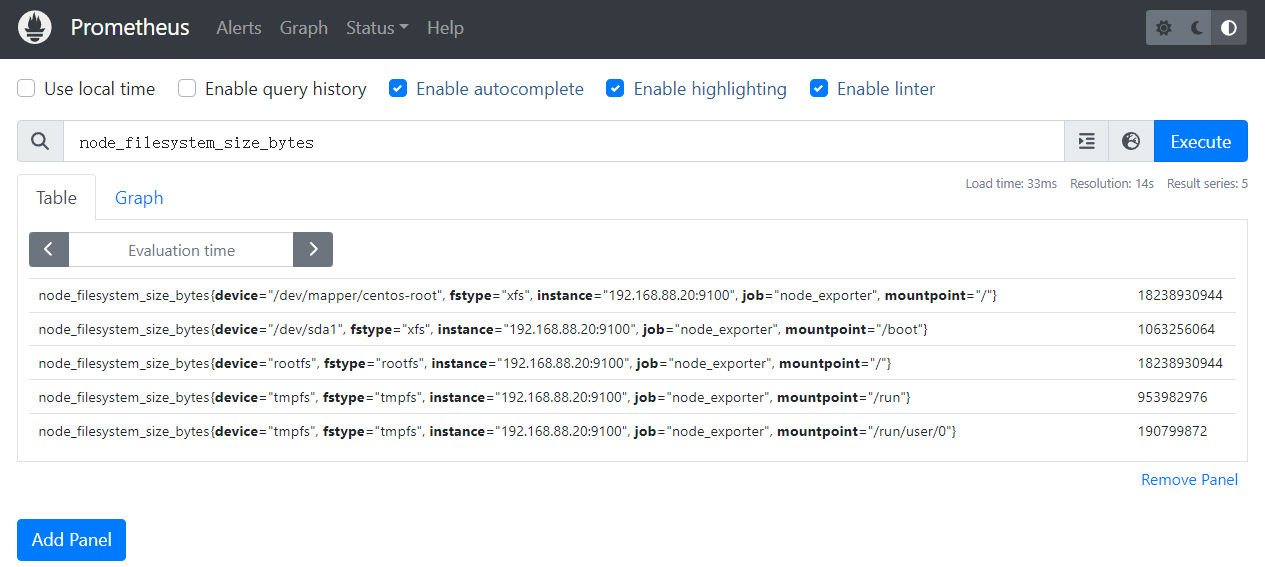 Prometheus Alerts Graph Status Help
Use local time Enable query history Enable autocomplete Enable highlighting Enable linter
node_filesystem_size_bytes Execute
Load time: 33ms Resolution: 14s Result series: 5
Table Graph
Evaluation time
node_filesystem_size_bytes{device="/dev/mapper/centos-root", fstype="xfs", instance="192.168.88.20:9100", job="node_exporter", mountpoint="/"} 18238930944
node_filesystem_size_bytes{device="/dev/sda1", fstype="xfs", instance="192.168.88.20:9100", job="node_exporter", mountpoint="/boot"} 1063256064
node_filesystem_size_bytes{device="rootfs", fstype="rootfs", instance="192.168.88.20:9100", job="node_exporter", mountpoint="/"} 18238930944
node_filesystem_size_bytes{device="tmpfs", fstype="tmpfs", instance="192.168.88.20:9100", job="node_exporter", mountpoint="/run"} 953982976
node_filesystem_size_bytes{device="tmpfs", fstype="tmpfs", instance="192.168.88.20:9100", job="node_exporter", mountpoint="/run/user/0"} 190799872
Remove Panel
Add Panel